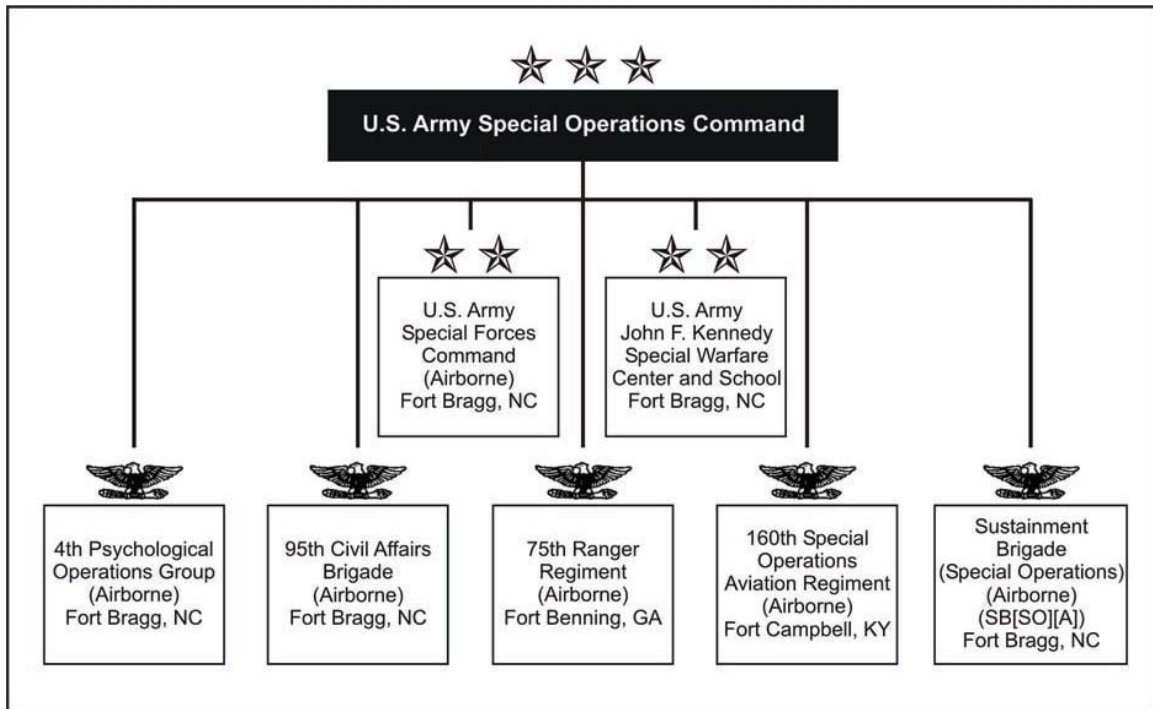 U.S. Army Special Operations Command
U.S. Army
Special Forces
Command
(Airborne)
Fort Bragg, NC
U.S. Army
John F. Kennedy
Special Warfare
Center and School
Fort Bragg, NC
4th Psychological
Operations Group
(Airborne)
Fort Bragg, NC
95th Civil Affairs
Brigade
(Airborne)
Fort Bragg, NC
75th Ranger
Regiment
(Airborne)
Fort Benning, GA
160th Special
Operations
Aviation Regiment
(Airborne)
Fort Campbell, KY
Sustainment
Brigade
(Special Operations)
(Airborne)
(SB[SO][A])
Fort Bragg, NC